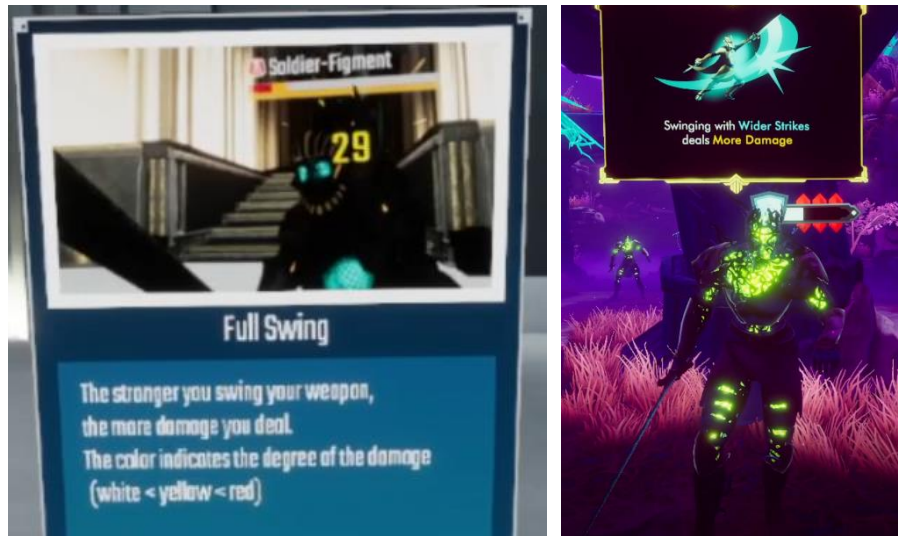 Soldier-Figment
29
Full Swing
The stronger you swing your weapon,
the more damage you deal.
The color indicates the degree of the damage
(white < yellow < red)
Swinging with Wider Strikes
deals More Damage